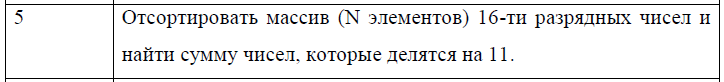 5 Отсортировать массив (N элементов) 16-ти разрядных чисел и
найти сумму чисел, которые делятся на 11.